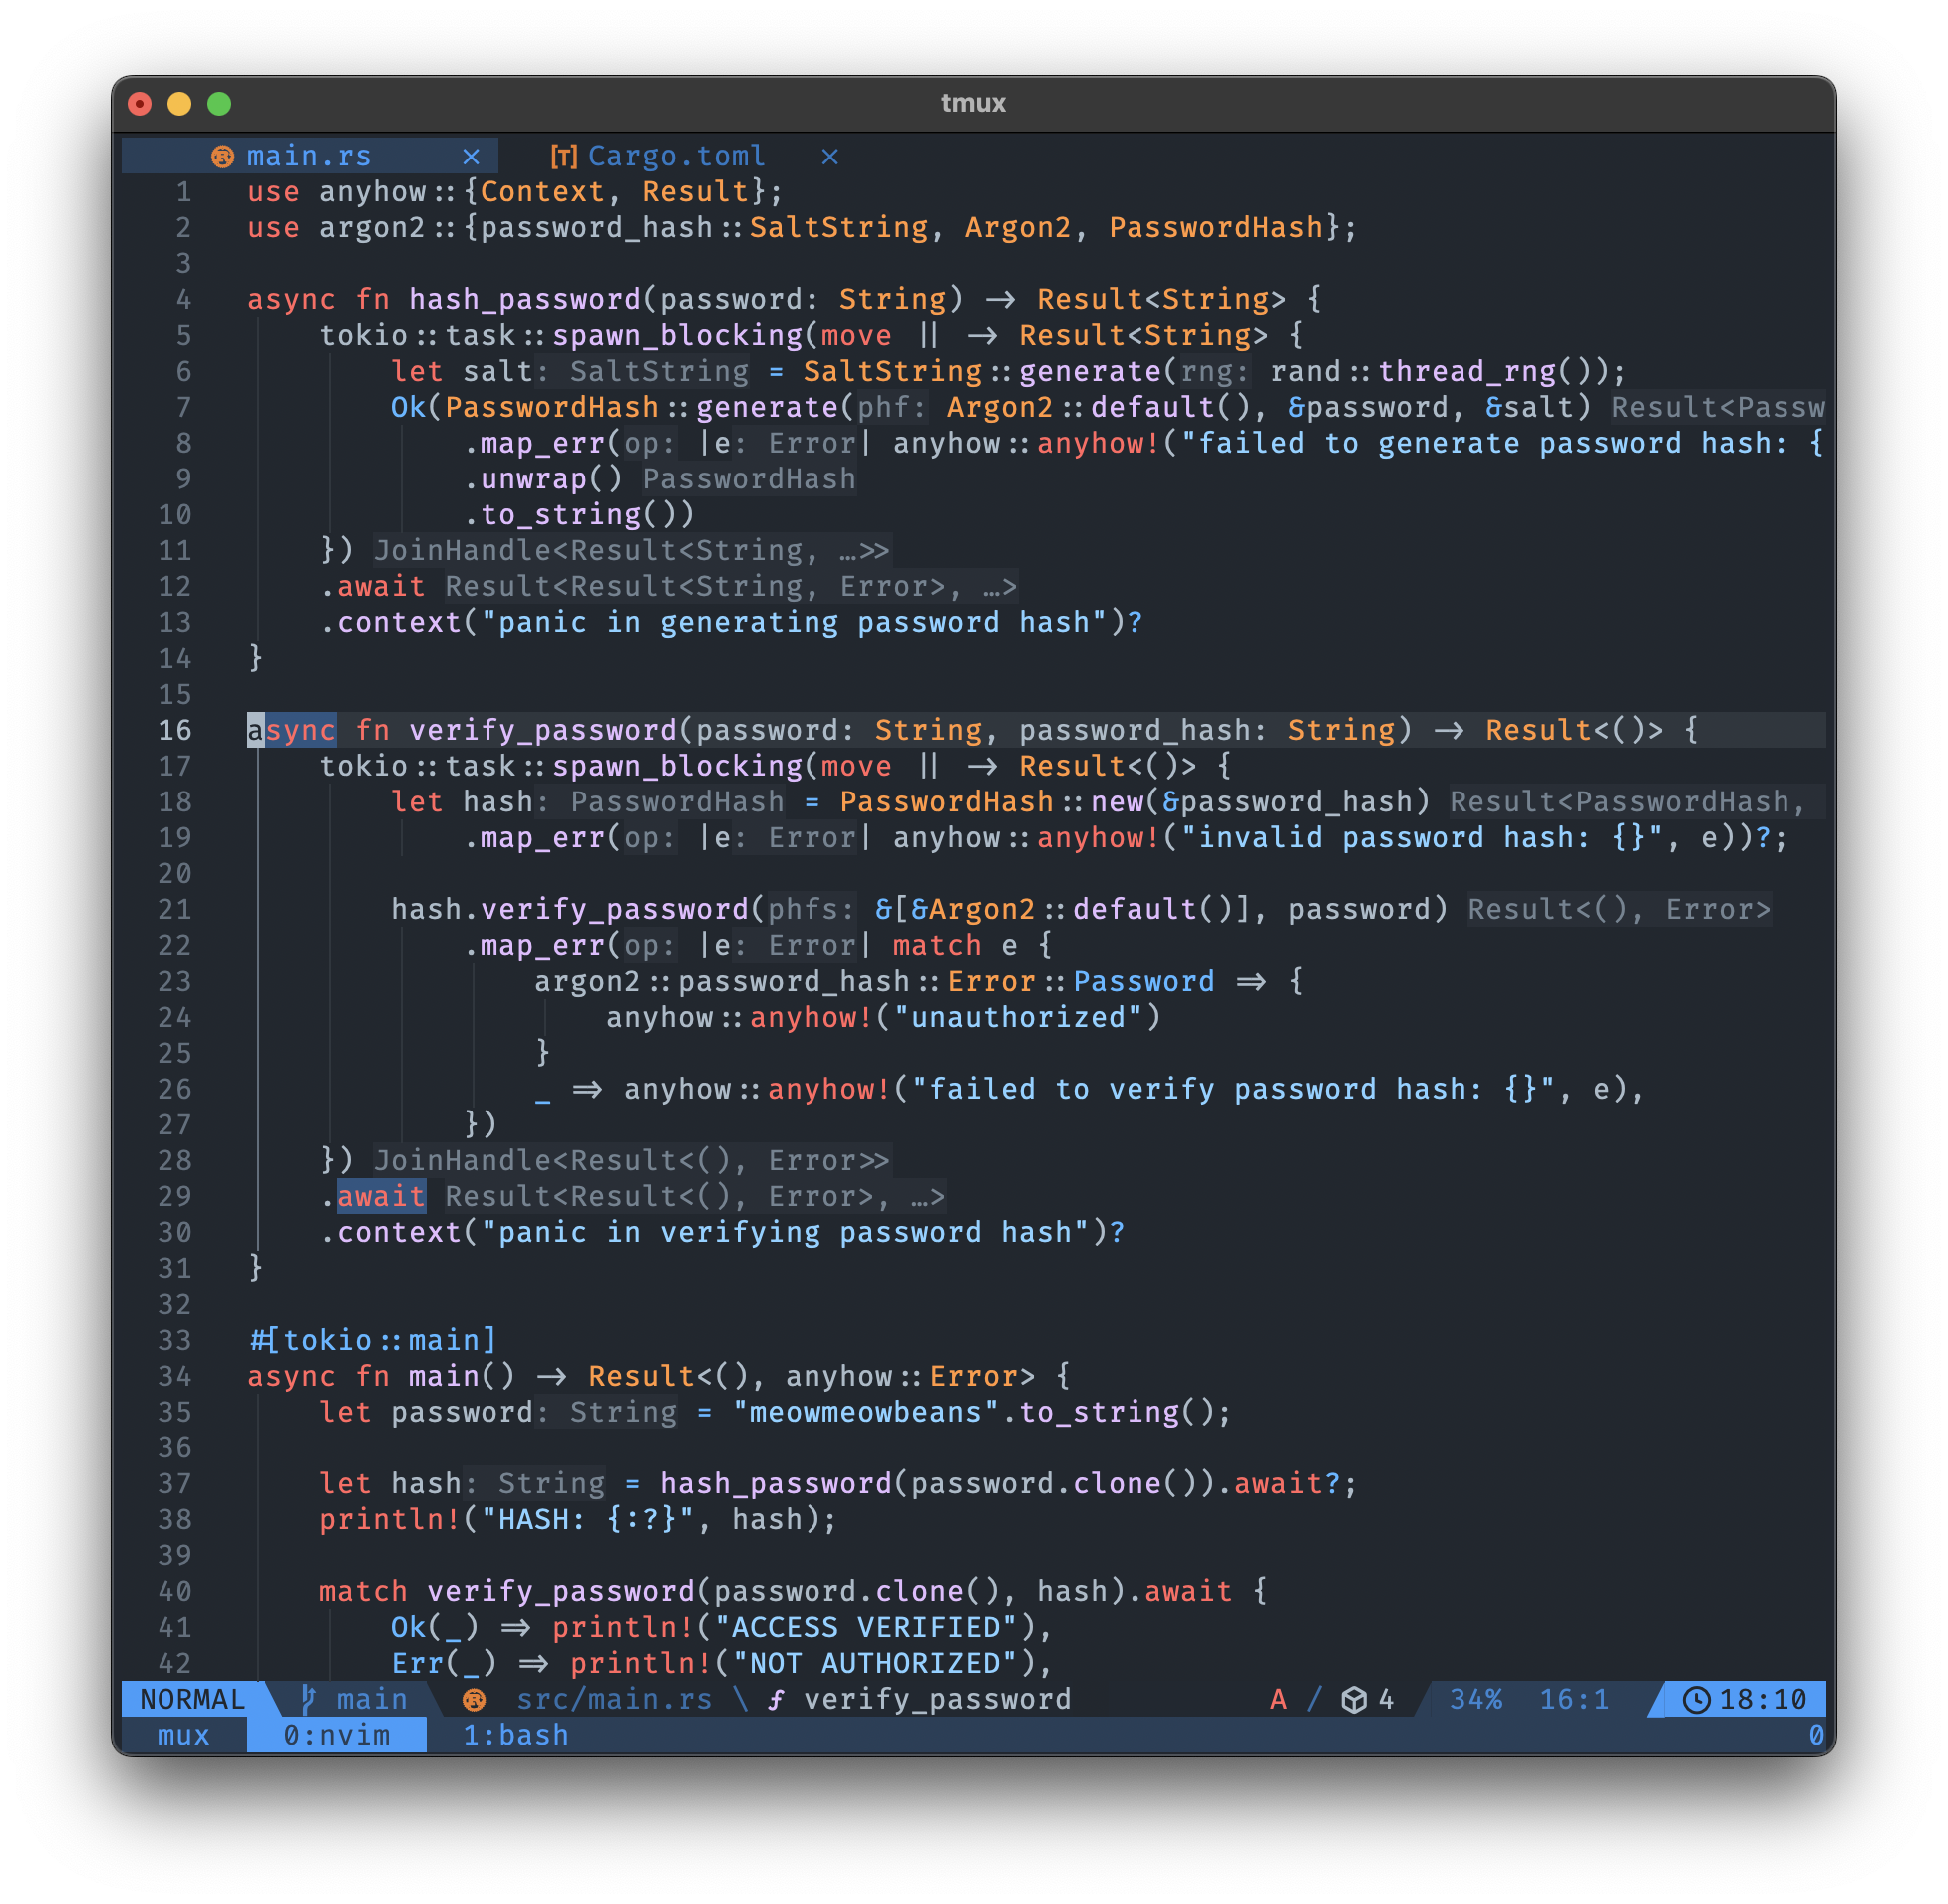 tmux
main.rs × [T] Cargo.toml ×
1 use anyhow::{Context, Result};
2 use argon2::{password_hash::SaltString, Argon2, PasswordHash};
3
4 async fn hash_password(password: String) -> Result<String> {
5 tokio::task::spawn_blocking(move || -> Result<String> {
6 let salt: SaltString = SaltString::generate(rng: rand::thread_rng());
7 Ok(PasswordHash::generate(phf: Argon2::default(), &password, &salt) Result<Passw
8 .map_err(op: |e: Error| anyhow::anyhow!("failed to generate password hash: {
9 .unwrap() PasswordHash
10 .to_string())
11 }) JoinHandle<Result<String, …>>
12 .await Result<Result<String, Error>, …>
13 .context("panic in generating password hash")?
14 }
15
16 async fn verify_password(password: String, password_hash: String) -> Result<()> {
17 tokio::task::spawn_blocking(move || -> Result<()> {
18 let hash: PasswordHash = PasswordHash::new(&password_hash) Result<PasswordHash,
19 .map_err(op: |e: Error| anyhow::anyhow!("invalid password hash: {}", e))?;
20
21 hash.verify_password(phfs: &[&Argon2::default()], password) Result<(), Error>
22 .map_err(op: |e: Error| match e {
23 argon2::password_hash::Error::Password => {
24 anyhow::anyhow!("unauthorized")
25 }
26 _ => anyhow::anyhow!("failed to verify password hash: {}", e),
27 })
28 }) JoinHandle<Result<(), Error>>
29 .await Result<Result<(), Error>, …>
30 .context("panic in verifying password hash")?
31 }
32
33 #[tokio::main]
34 async fn main() -> Result<(), anyhow::Error> {
35 let password: String = "meowmeowbeans".to_string();
36
37 let hash: String = hash_password(password.clone()).await?;
38 println!("HASH: {:?}", hash);
39
40 match verify_password(password.clone(), hash).await {
41 Ok(_) => println!("ACCESS VERIFIED"),
42 Err(_) => println!("NOT AUTHORIZED"),
NORMAL main src/main.rs \ ƒ verify_password A / 4 34% 16:1 18:10
mux 0:nvim 1:bash 0